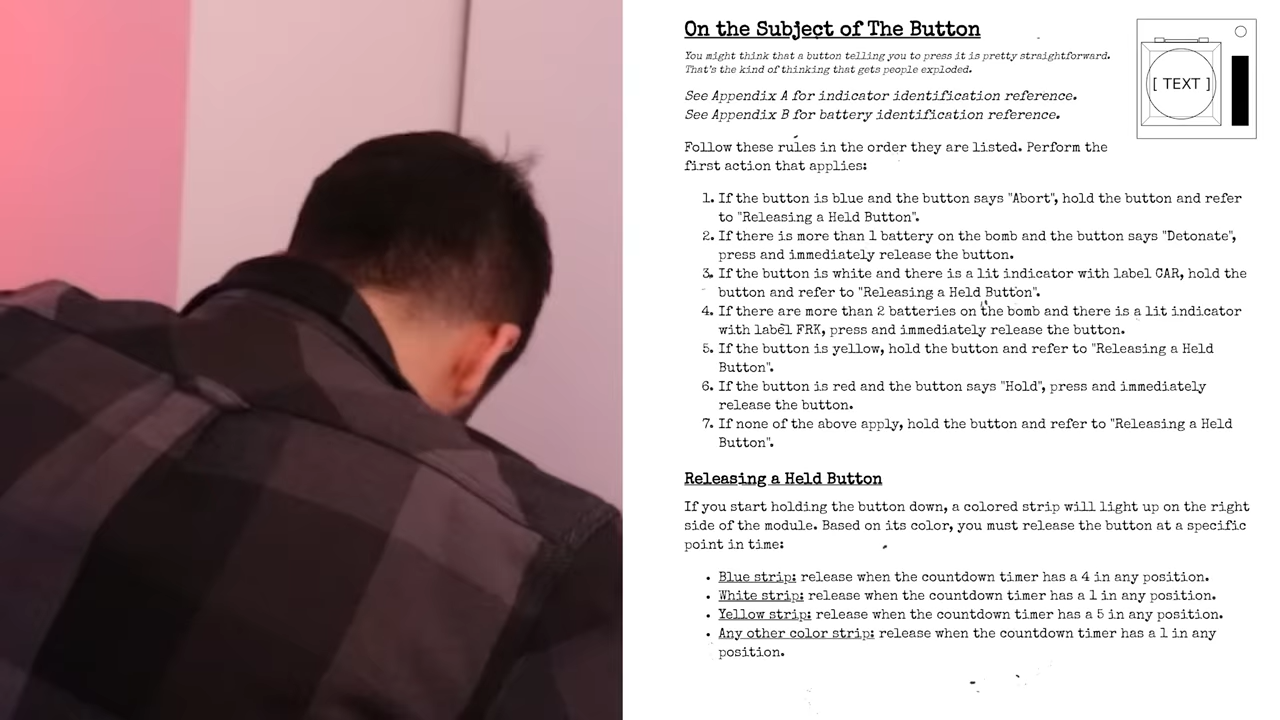 On the Subject of The Button
You might think that a button telling you to press it is pretty straightforward.
That's the kind of thinking that gets people exploded.
See Appendix A for indicator identification reference.
See Appendix B for battery identification reference.
[ TEXT ]
Follow these rules in the order they are listed. Perform the
first action that applies:
1. If the button is blue and the button says "Abort", hold the button and refer
to "Releasing a Held Button".
2. If there is more than 1 battery on the bomb and the button says "Detonate",
press and immediately release the button.
3. If the button is white and there is a lit indicator with label CAR, hold the
button and refer to "Releasing a Held Button".
4. If there are more than 2 batteries on the bomb and there is a lit indicator
with label FRK, press and immediately release the button.
5. If the button is yellow, hold the button and refer to "Releasing a Held
Button".
6. If the button is red and the button says "Hold", press and immediately
release the button.
7. If none of the above apply, hold the button and refer to "Releasing a Held
Button".
Releasing a Held Button
If you start holding the button down, a colored strip will light up on the right
side of the module. Based on its color, you must release the button at a specific
point in time:
• Blue strip: release when the countdown timer has a 4 in any position.
• White strip: release when the countdown timer has a 1 in any position.
• Yellow strip: release when the countdown timer has a 5 in any position.
• Any other color strip: release when the countdown timer has a 1 in any
position.